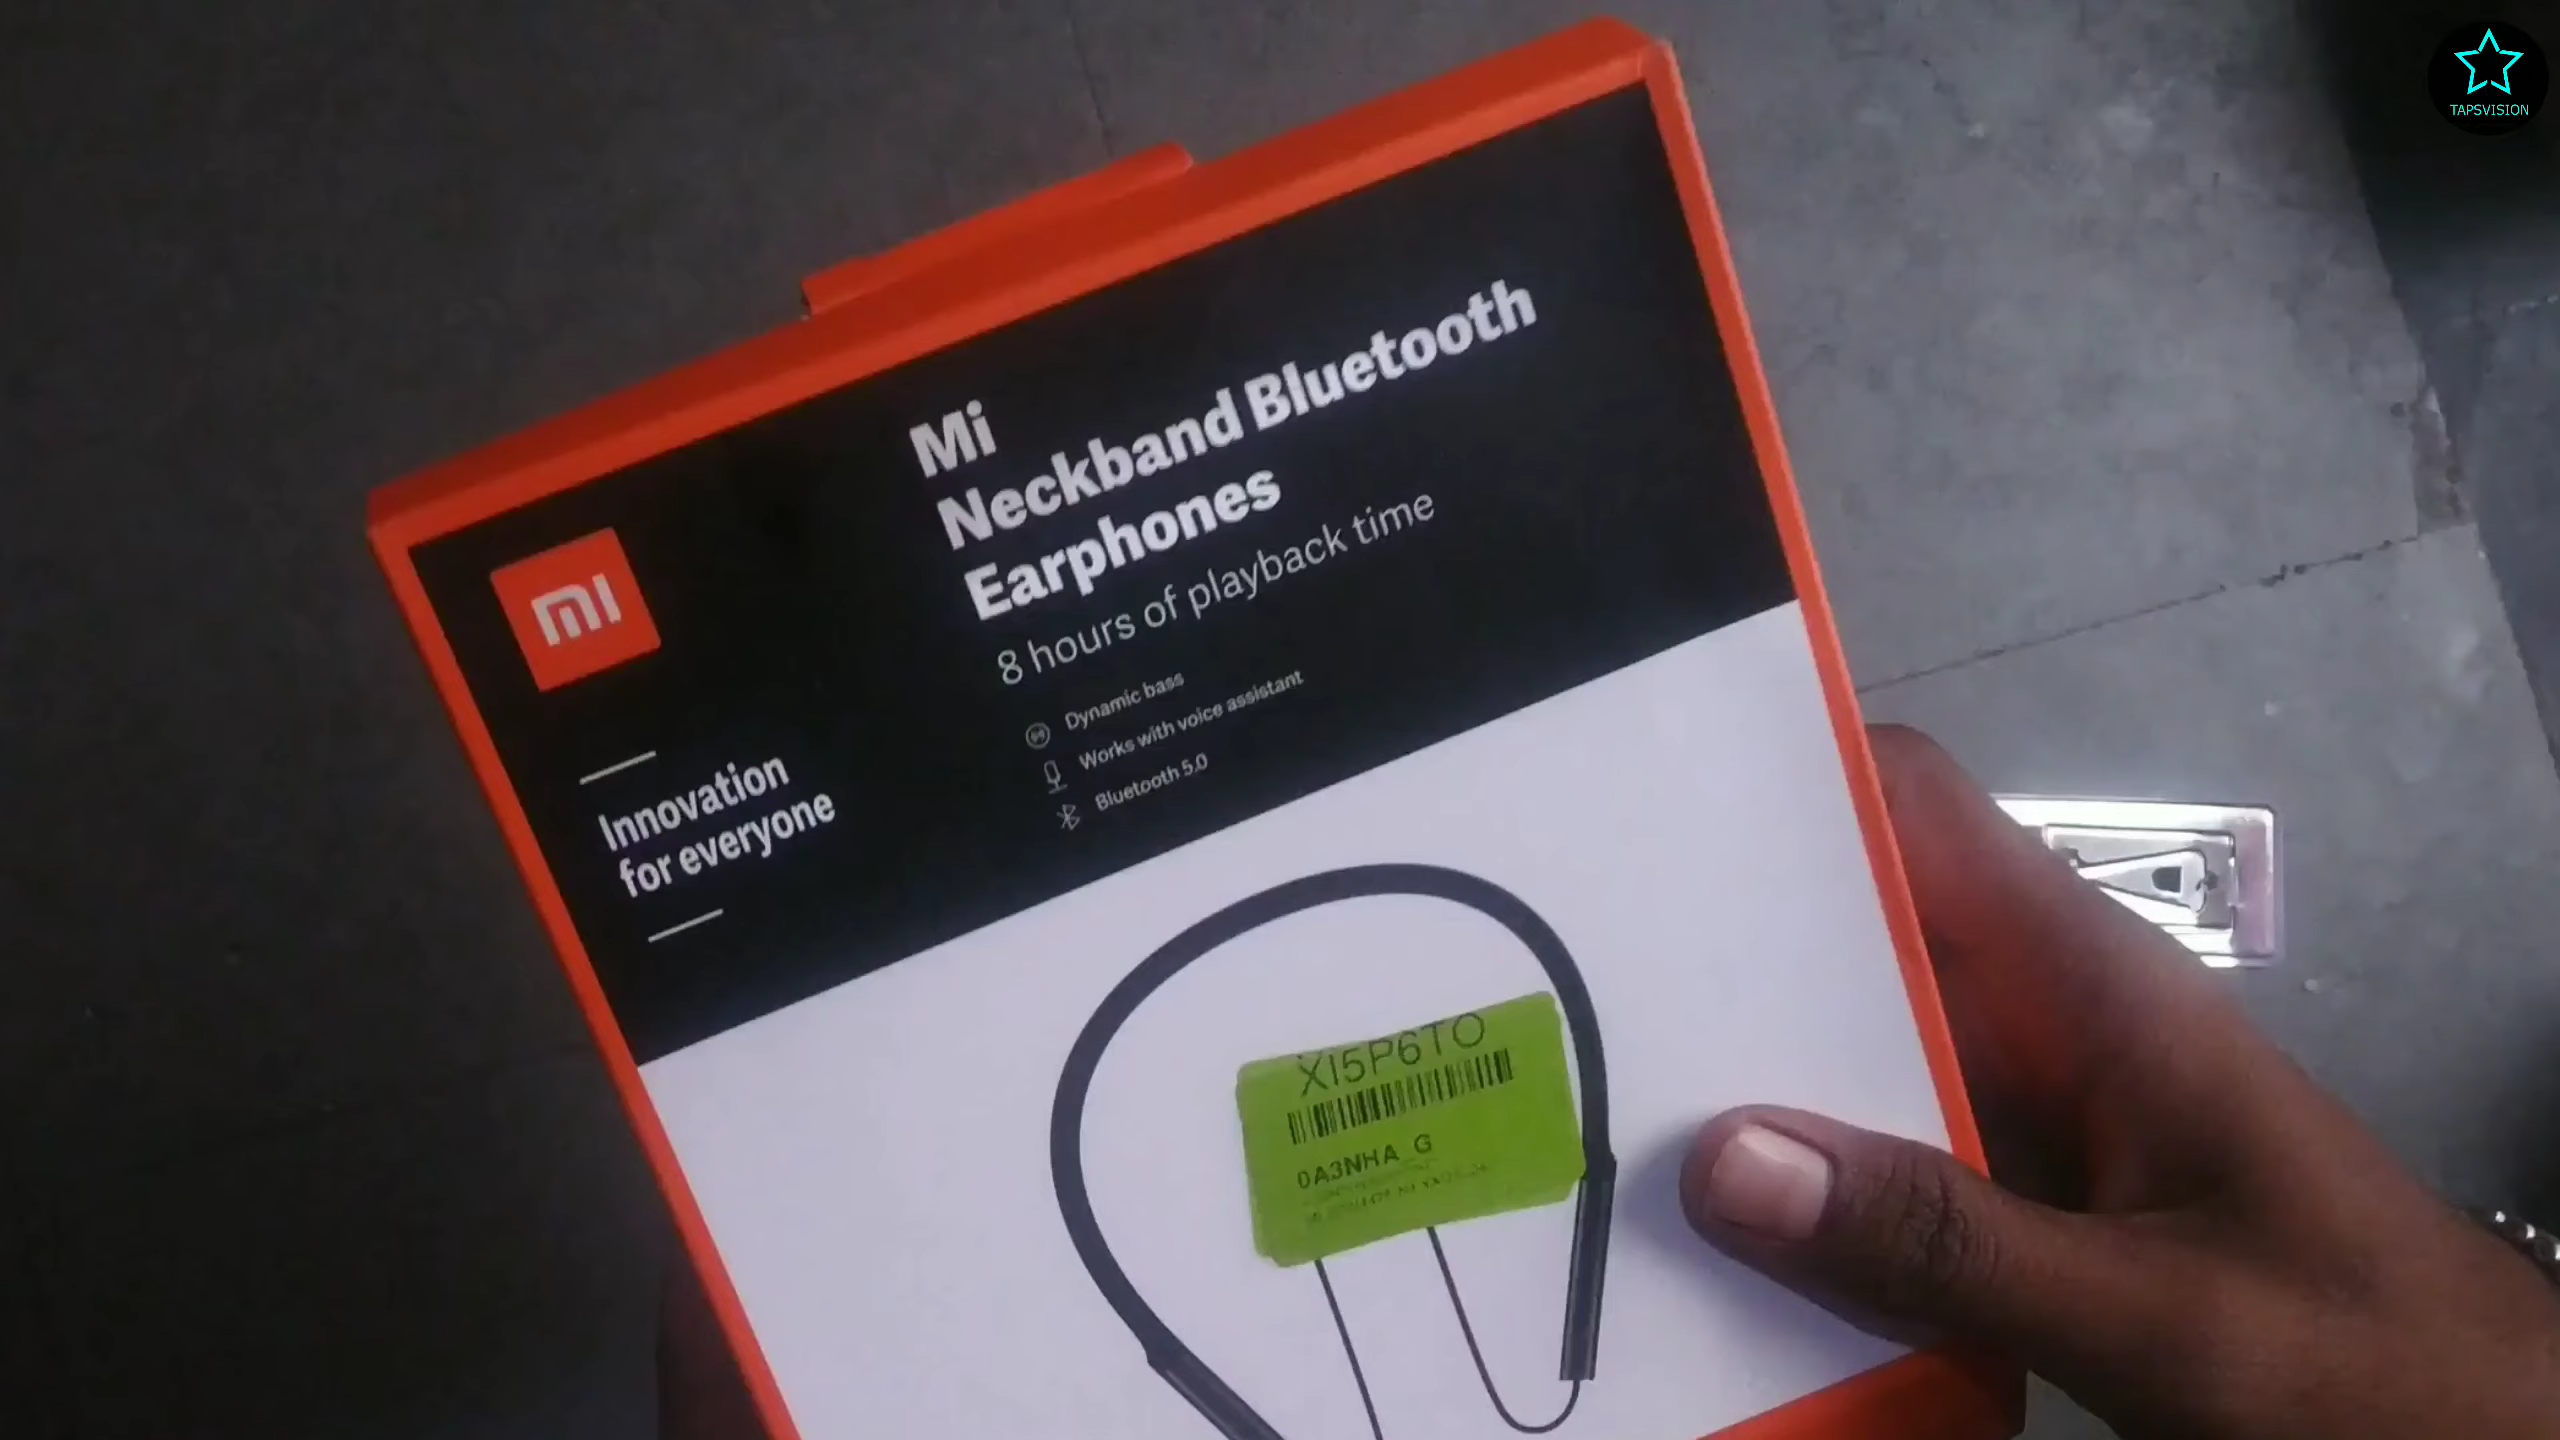 TAPSVISION
Mi
Neckband Bluetooth
Earphones
8 hours of playback time
Dynamic bass
Works with voice assistant
Bluetooth 5.0
mi
Innovation
for everyone
XI5P6TO
0A3NHA G